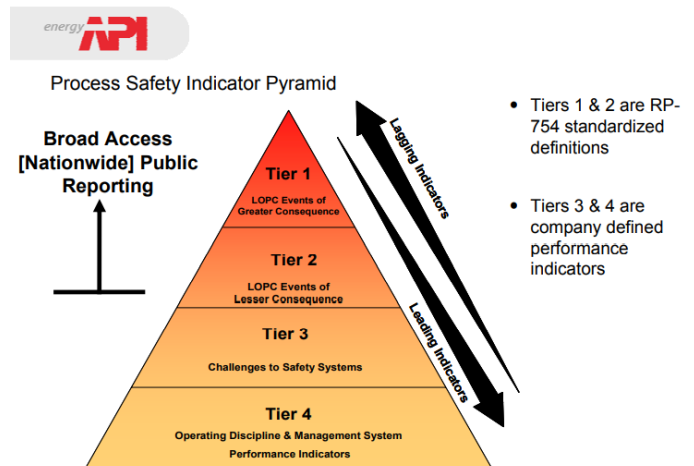 energy API
Process Safety Indicator Pyramid
Broad Access
[Nationwide] Public
Reporting
Tier 1
LOPC Events of
Greater Consequence
Tier 2
LOPC Events of
Lesser Consequence
Tier 3
Challenges to Safety Systems
Tier 4
Operating Discipline & Management System
Performance Indicators
Lagging Indicators
Leading Indicators
• Tiers 1 & 2 are RP-
754 standardized
definitions
• Tiers 3 & 4 are
company defined
performance
indicators